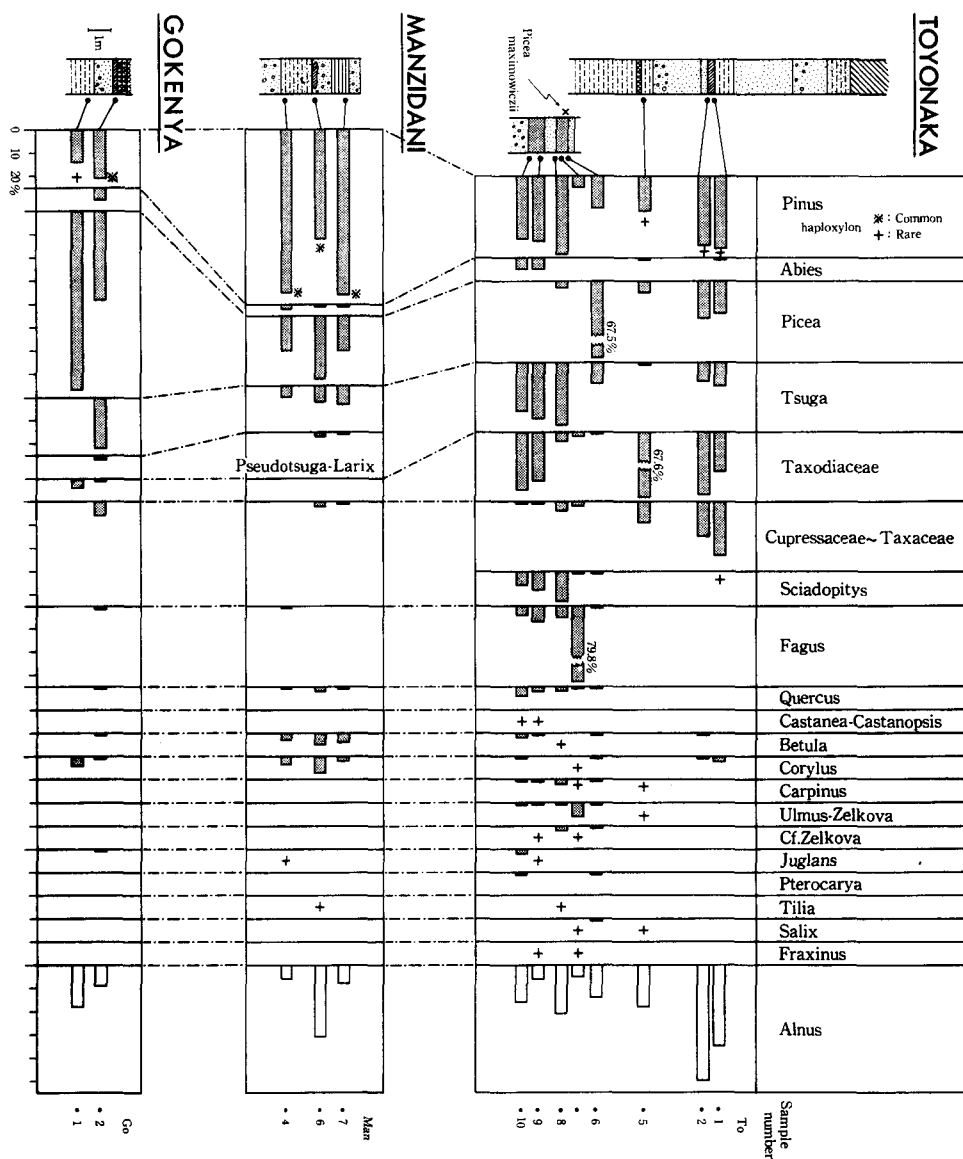 TOYONAKA
MANZIDANI
GOKENYA
1m
Picea
maximowiczii
0
10
20%
Pinus
haploxylon
✳ : Common
+ : Rare
Abies
Picea
67.5%
Tsuga
Taxodiaceae
67.6%
Pseudotsuga-Larix
Cupressaceae~Taxaceae
Sciadopitys
Fagus
79.8%
Quercus
Castanea-Castanopsis
Betula
Corylus
Carpinus
Ulmus-Zelkova
Cf.Zelkova
Juglans
Pterocarya
Tilia
Salix
Fraxinus
Alnus
Sample
number
To
• 1
• 2
• 5
• 6
•
• 8
• 9
• 10
Man
• 7
• 6
• 4
Go
• 2
• 1